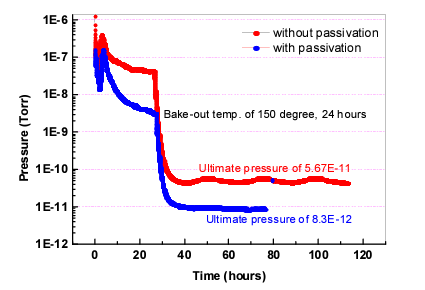 1E-6
1E-7
1E-8
1E-9
1E-10
1E-11
1E-12
Pressure (Torr)
without passivation
with passivation
Bake-out temp. of 150 degree, 24 hours
Ultimate pressure of 5.67E-11
Ultimate pressure of 8.3E-12
0 20 40 60 80 100 120
Time (hours)